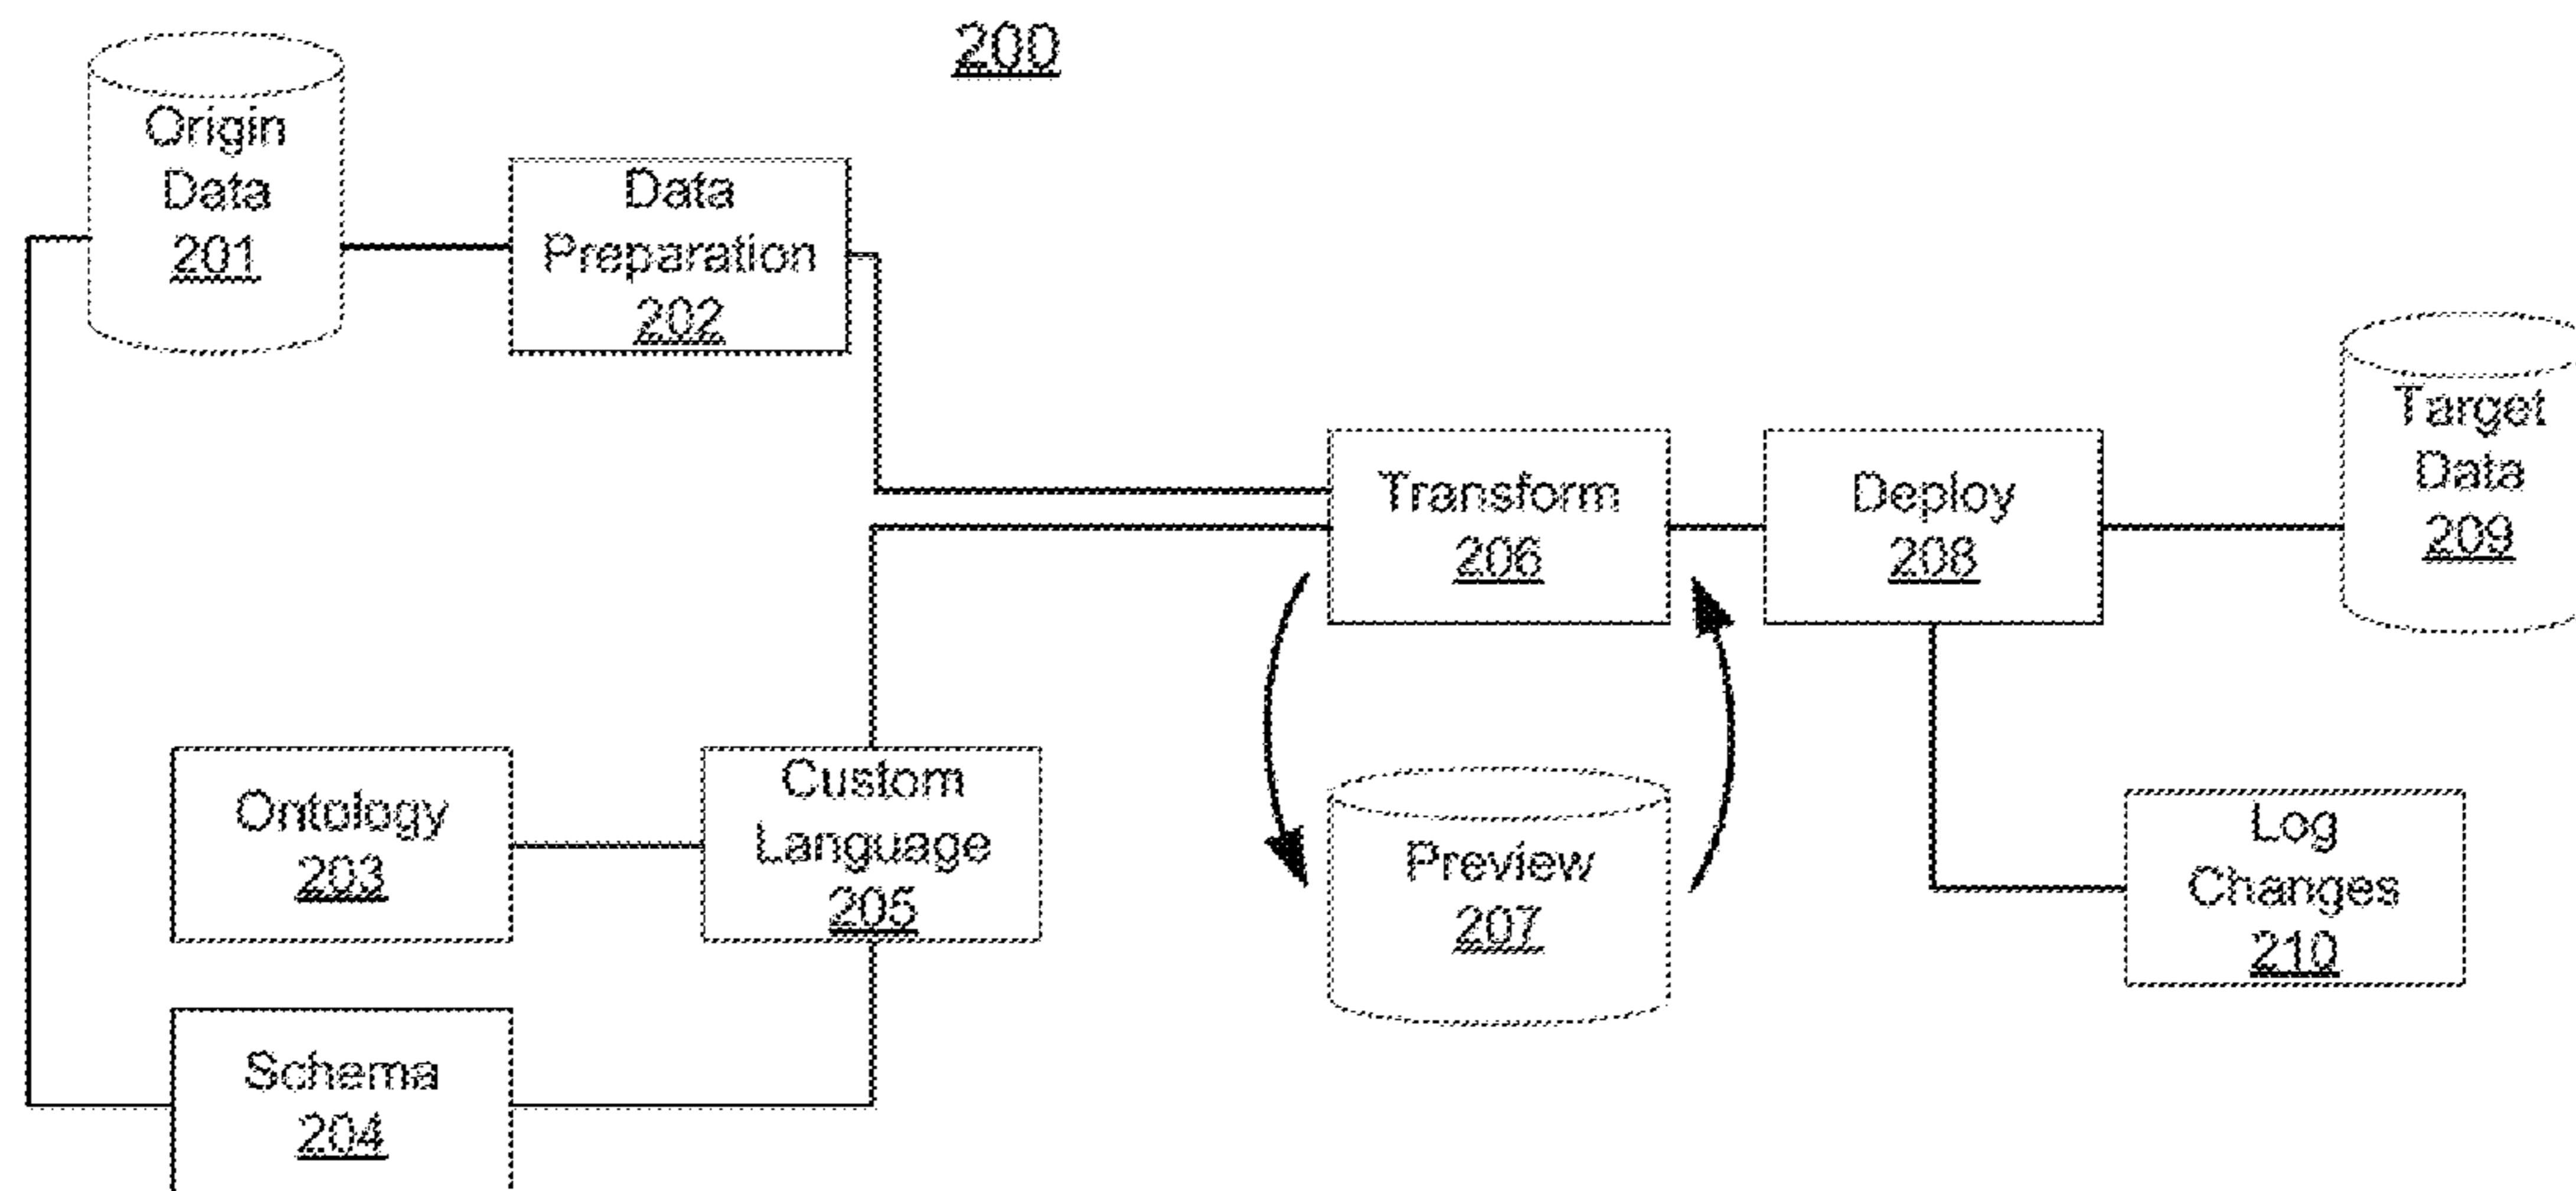 200
Origin
Data
201
Data
Preparation
202
Transform
206
Deploy
208
Target
Data
209
Ontology
203
Custom
Language
205
Preview
207
Log
Changes
210
Schema
204